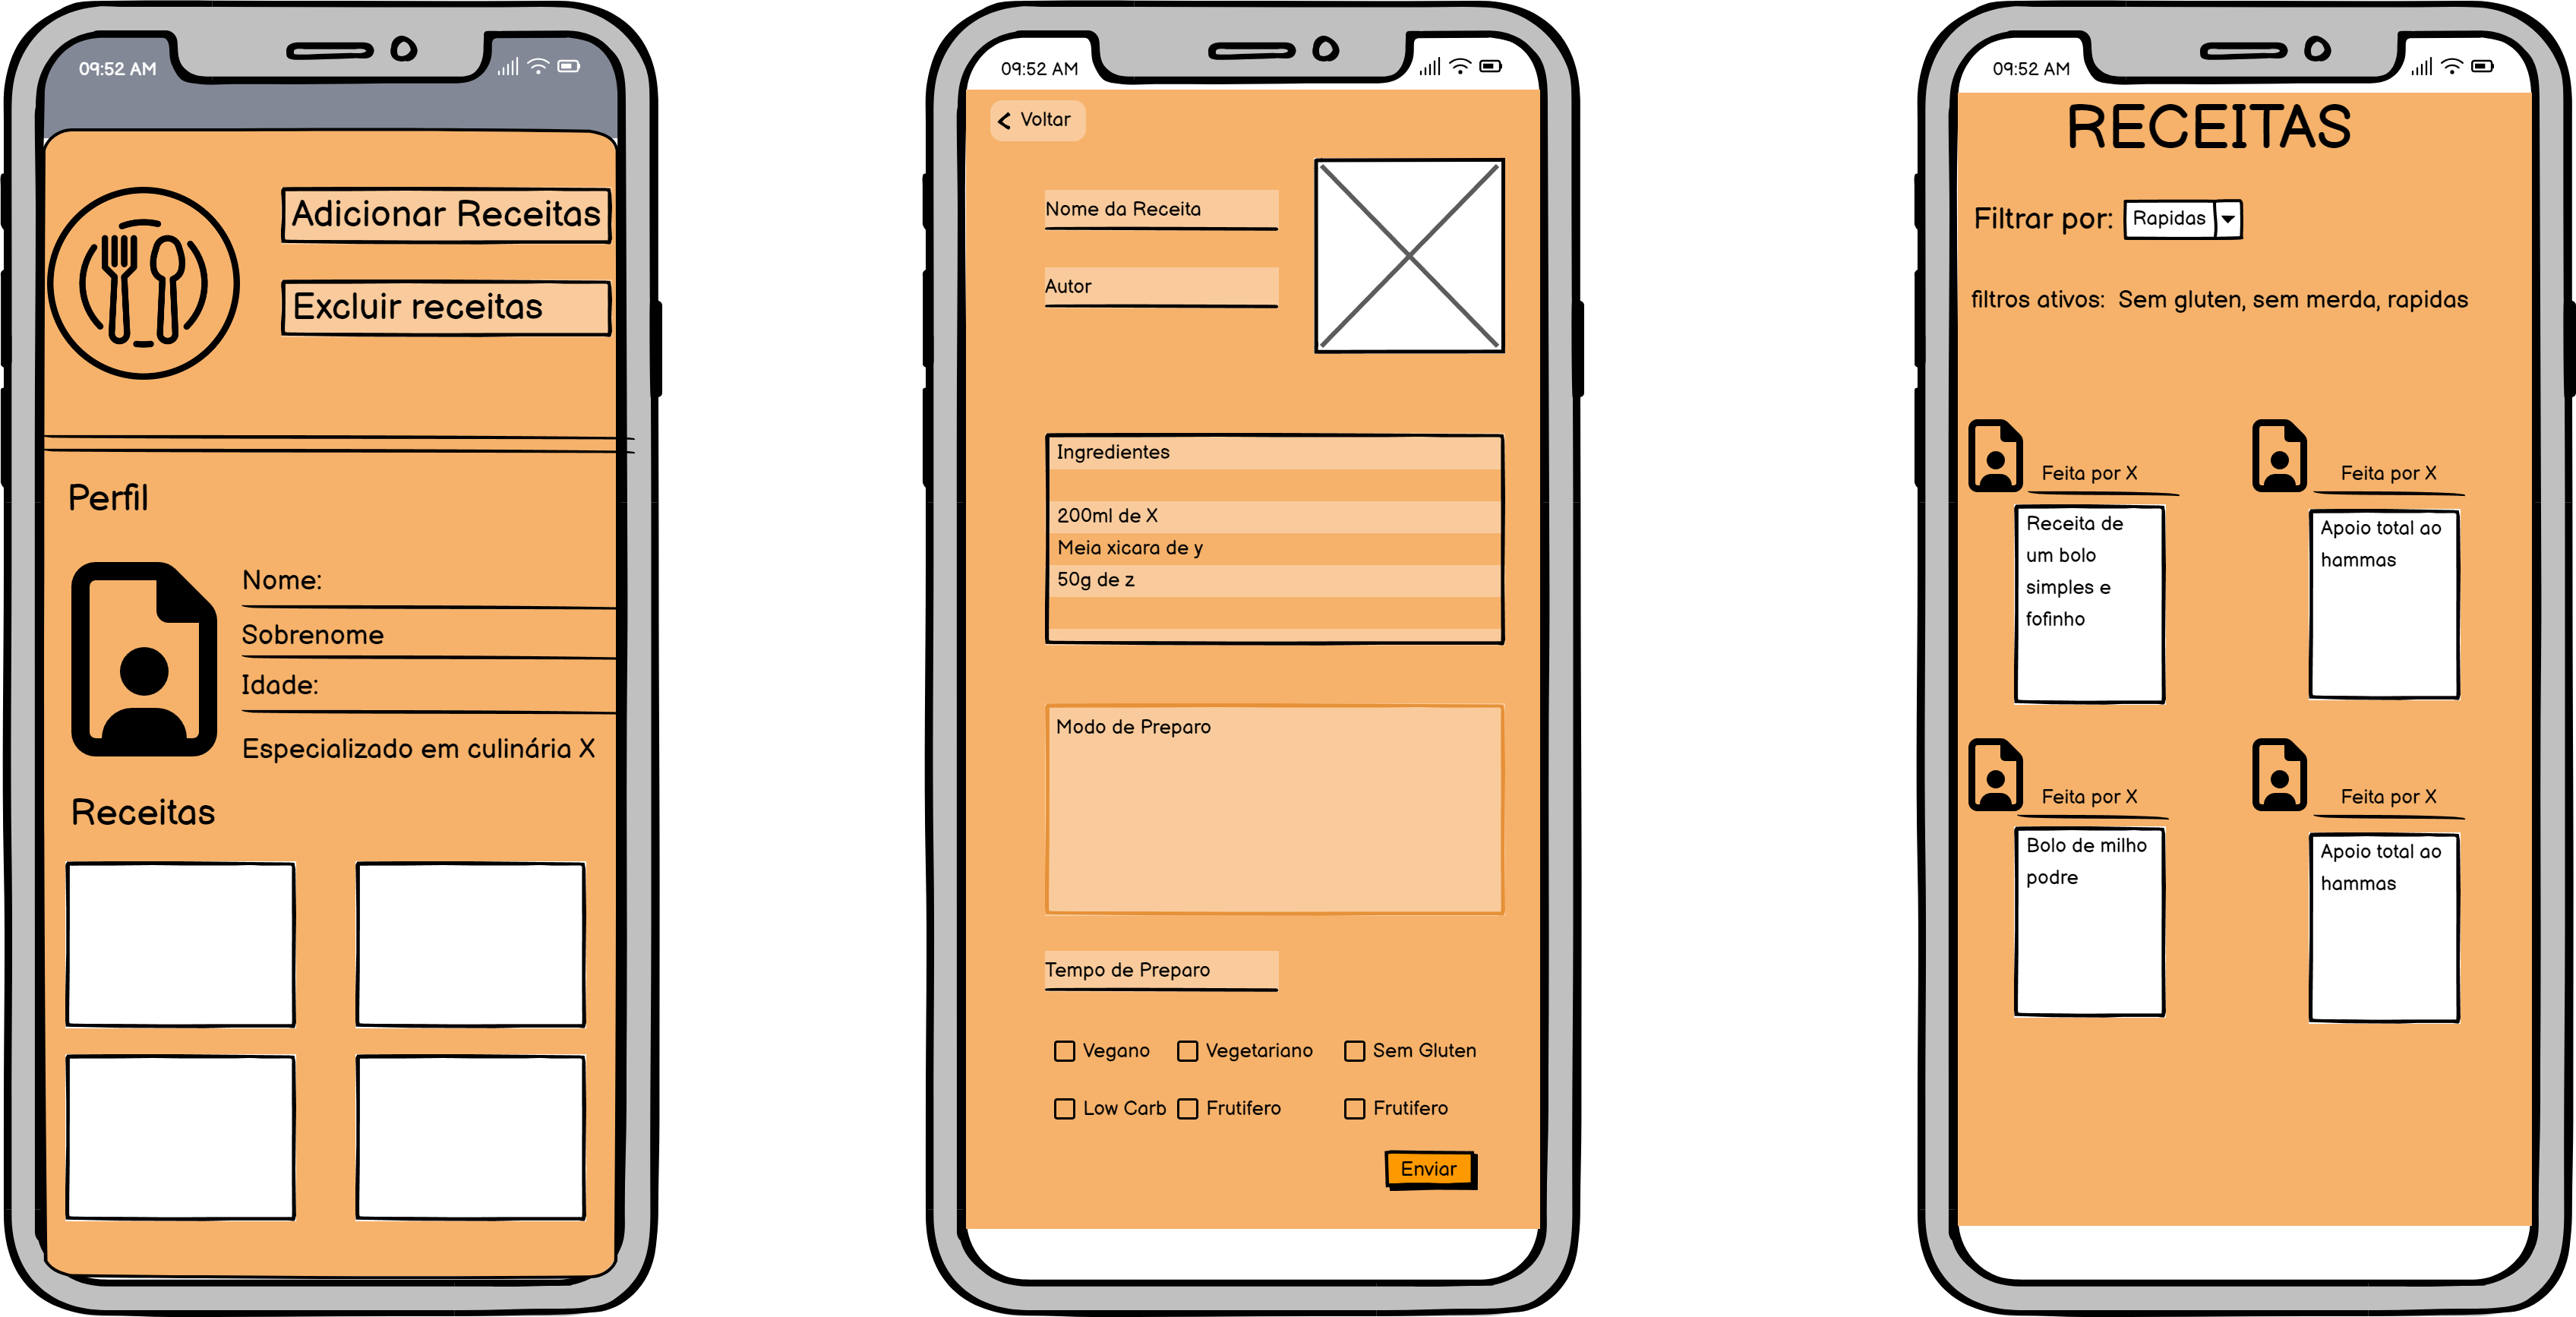 09:52 AM
Adicionar Receitas
Excluir receitas
Perfil
Nome:
Sobrenome
Idade:
Especializado em culinária X
Receitas
09:52 AM
Voltar
Nome da Receita
Autor
Ingredientes
200ml de X
Meia xicara de y
50g de z
Modo de Preparo
Tempo de Preparo
Vegano Vegetariano Sem Gluten
Low Carb Frutifero Frutifero
Enviar
09:52 AM
RECEITAS
Filtrar por: Rapidas
filtros ativos: Sem gluten, sem merda, rapidas
Feita por X
Receita de
um bolo
simples e
fofinho
Feita por X
Apoio total ao
hammas
Feita por X
Bolo de milho
podre
Feita por X
Apoio total ao
hammas